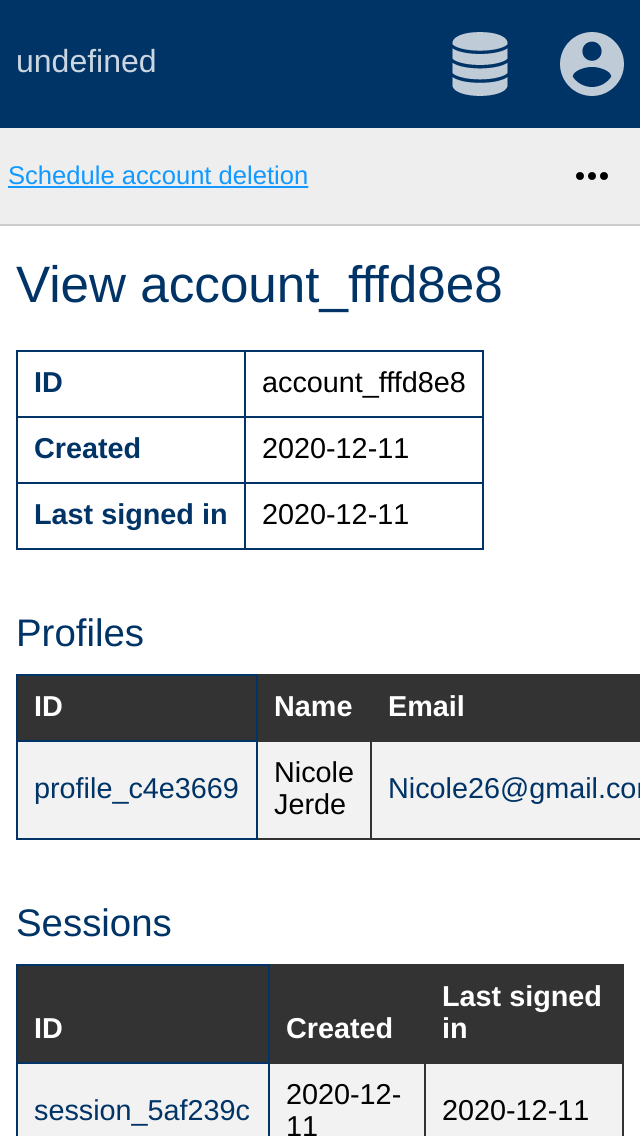 undefined
Schedule account deletion
View account_fffd8e8
ID account_fffd8e8
Created 2020-12-11
Last signed in 2020-12-11
Profiles
ID Name Email
profile_c4e3669 Nicole Jerde Nicole26@gmail.co
Sessions
ID Created Last signed in
session_5af239c 2020-12-11 2020-12-11